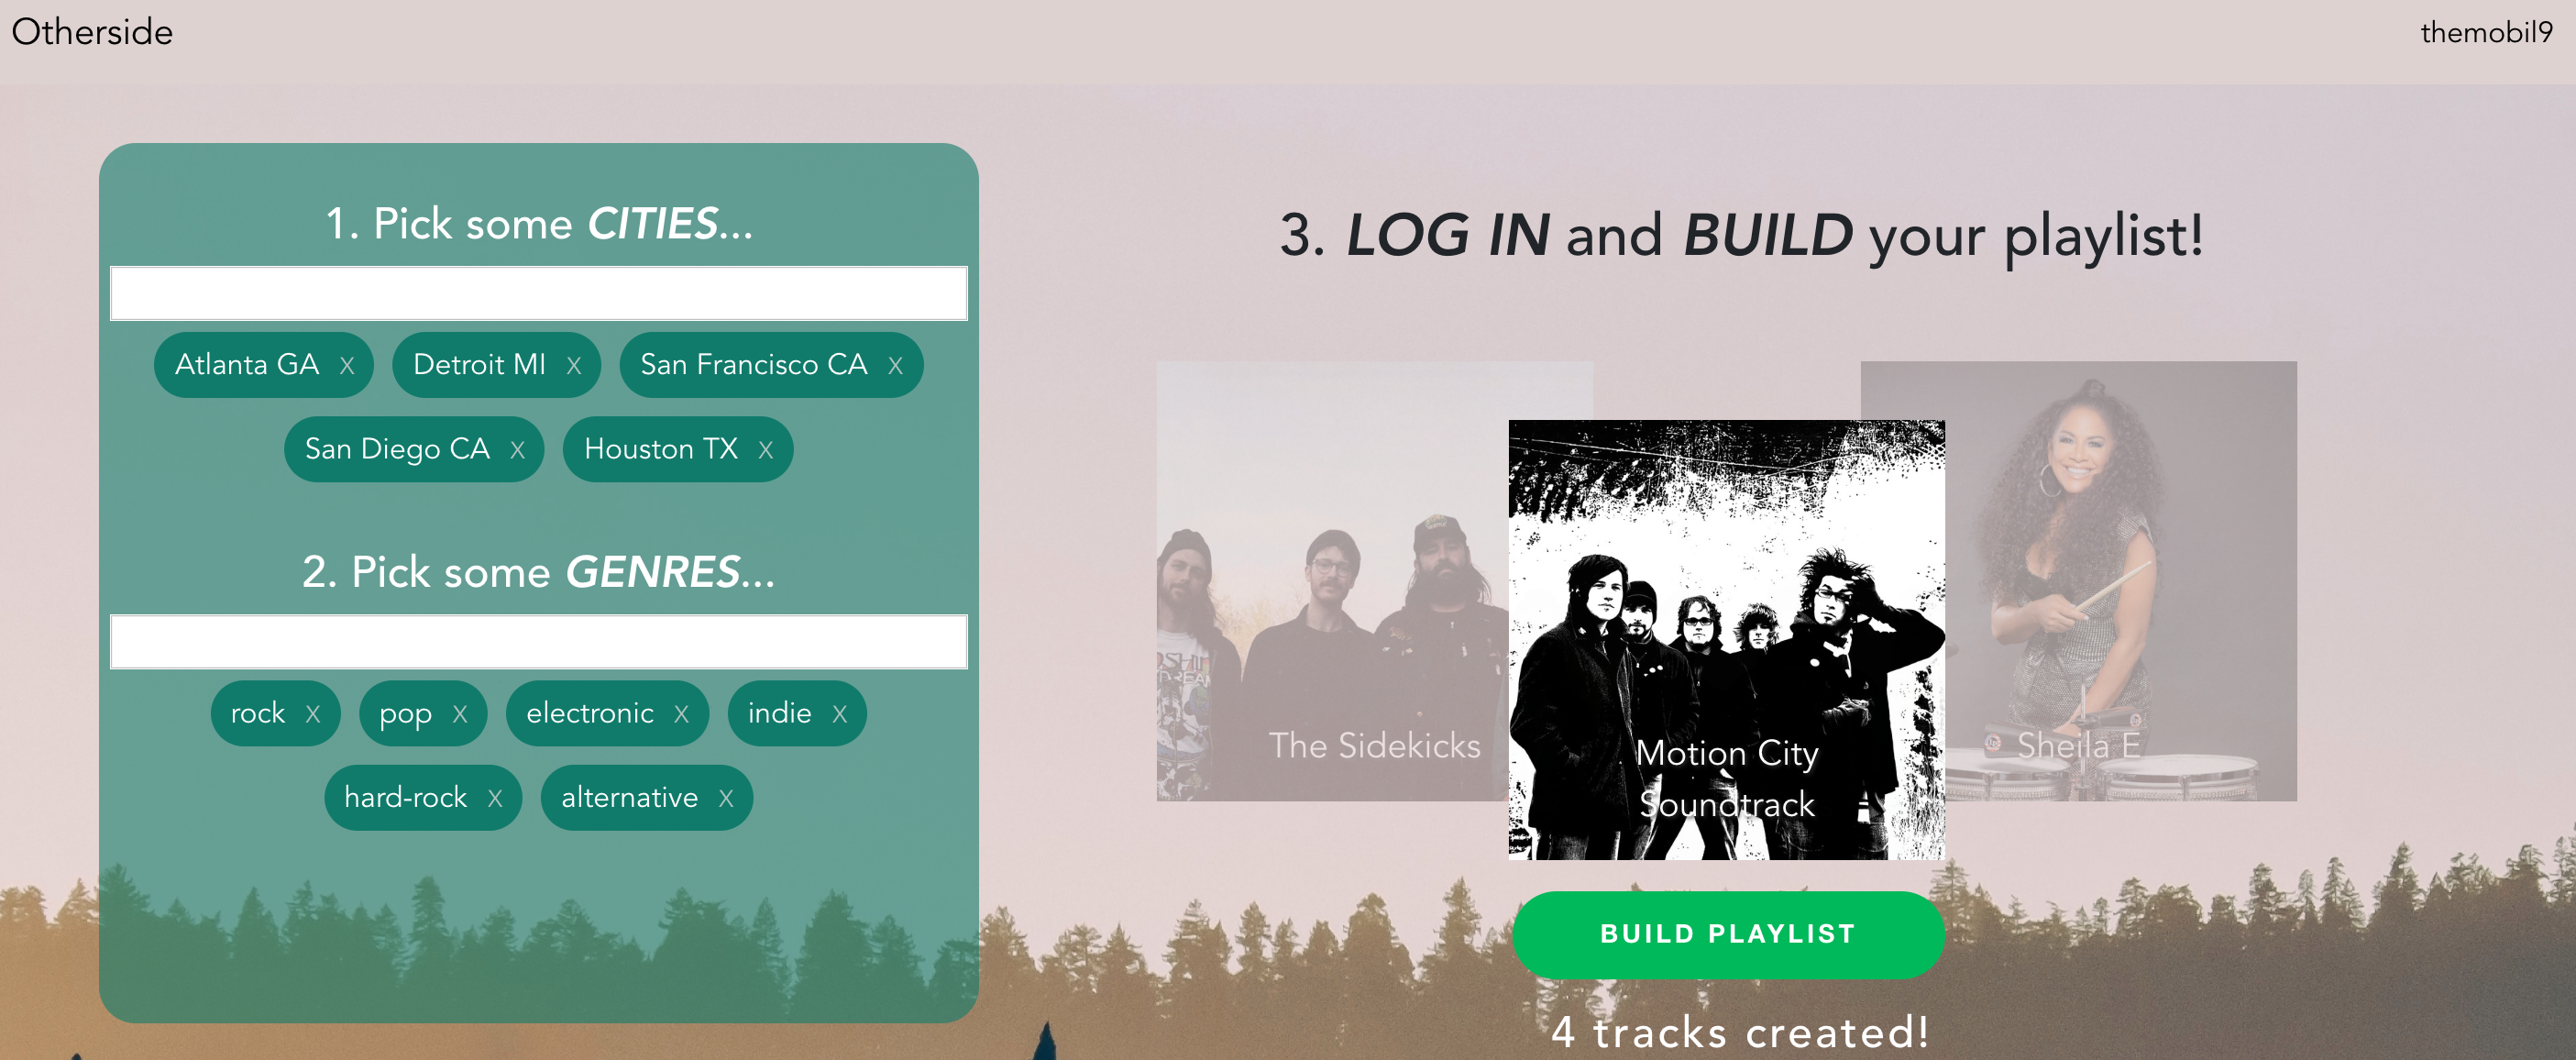 Otherside
themobil9
1. Pick some CITIES...
Atlanta GA X
Detroit MI X
San Francisco CA X
San Diego CA X
Houston TX X
2. Pick some GENRES...
rock X
pop X
electronic X
indie X
hard-rock X
alternative X
3. LOG IN and BUILD your playlist!
The Sidekicks
Motion City
Soundtrack
Sheila E
BUILD PLAYLIST
4 tracks created!